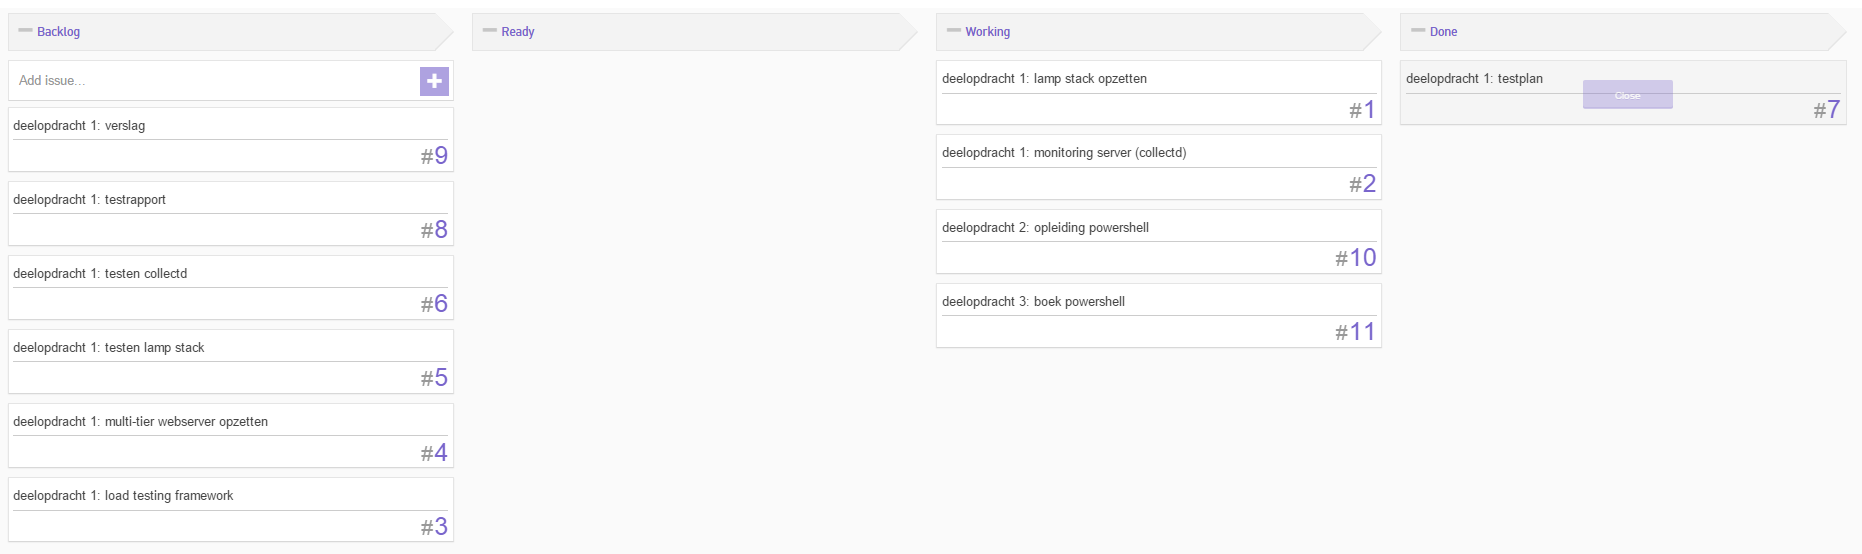 Backlog
Add issue...
deelopdracht 1: verslag
#9
deelopdracht 1: testrapport
#8
deelopdracht 1: testen collectd
#6
deelopdracht 1: testen lamp stack
#5
deelopdracht 1: multi-tier webserver opzetten
#4
deelopdracht 1: load testing framework
#3
Ready
Working
deelopdracht 1: lamp stack opzetten
#1
deelopdracht 1: monitoring server (collectd)
#2
deelopdracht 2: opleiding powershell
#10
deelopdracht 3: boek powershell
#11
Done
deelopdracht 1: testplan
Close
#7